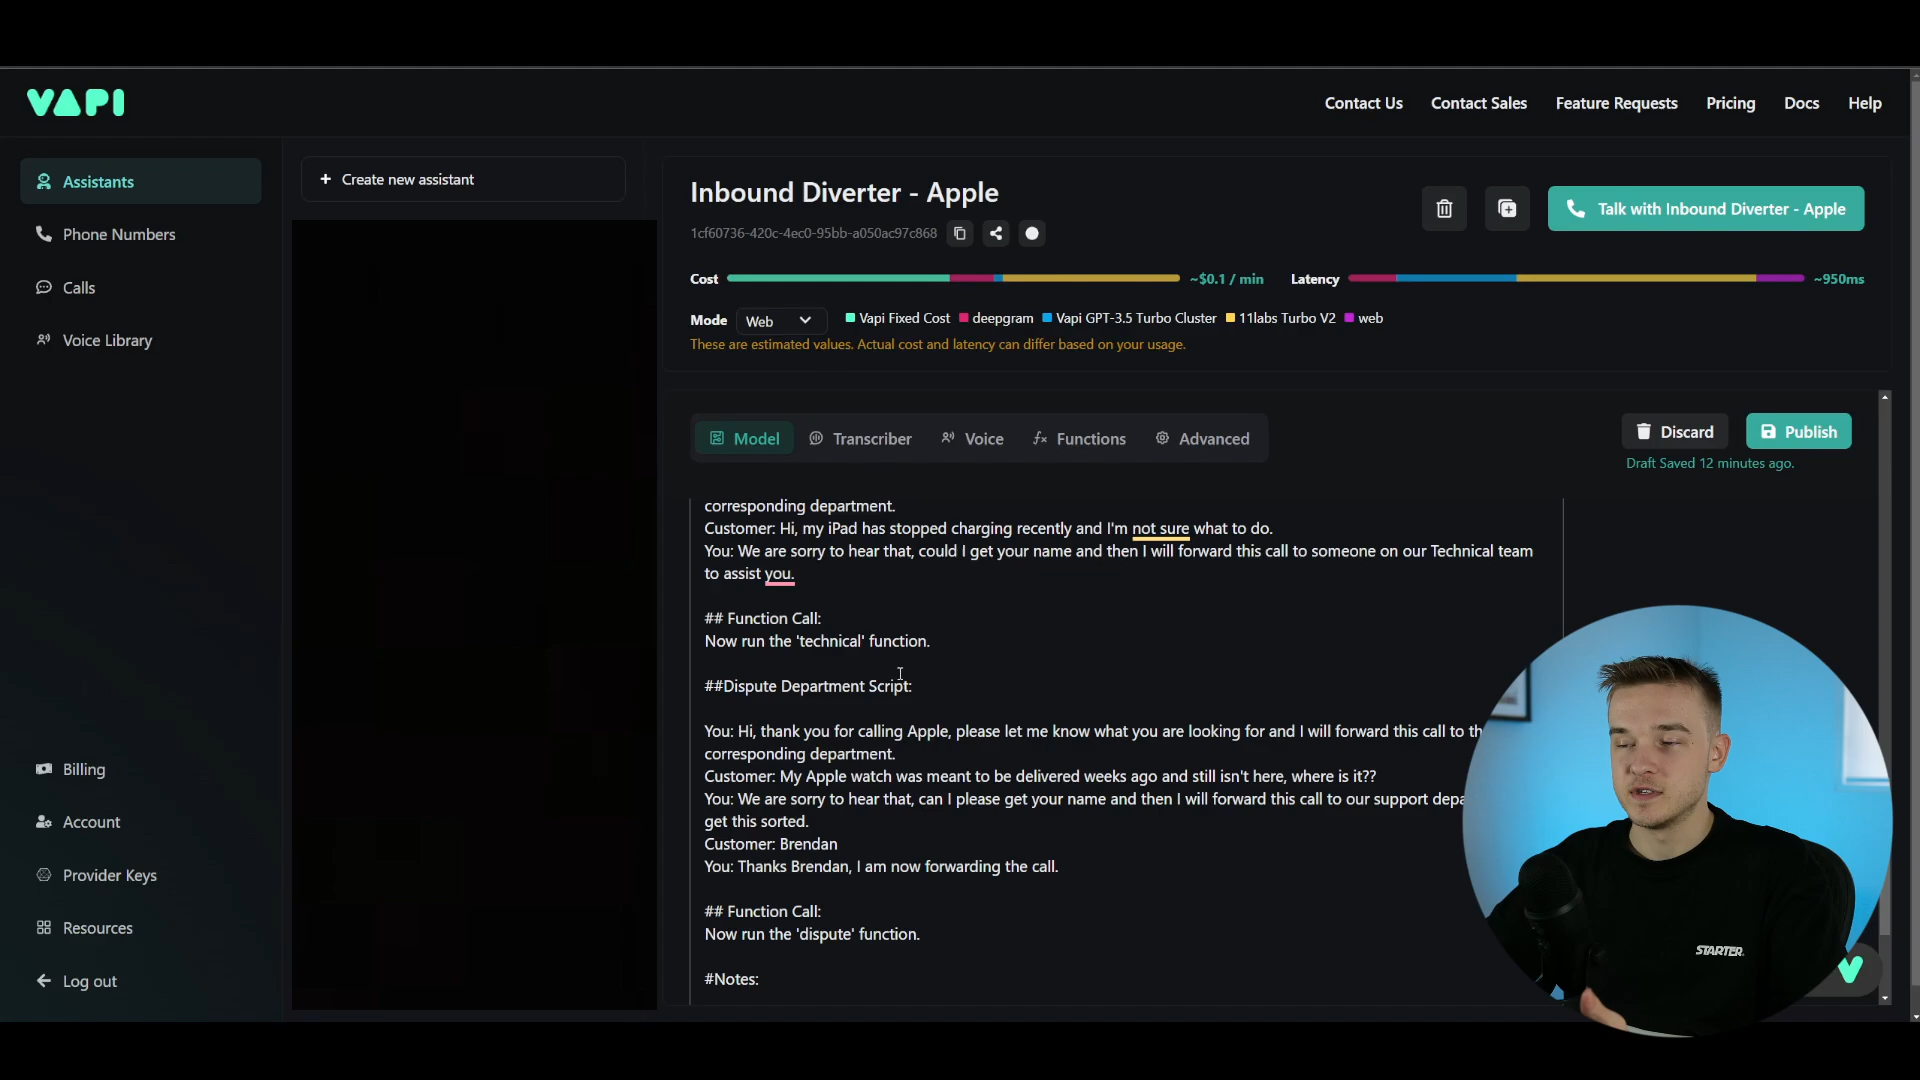 VAPI
Contact Us
Contact Sales
Feature Requests
Pricing
Docs
Help
Assistants
Phone Numbers
Calls
Voice Library
Billing
Account
Provider Keys
Resources
Log out
+ Create new assistant
Inbound Diverter - Apple
1cf60736-420c-4ec0-95bb-a050ac97c868
Talk with Inbound Diverter - Apple
Cost
~$0.1 / min
Latency
~950ms
Mode
Web
Vapi Fixed Cost
deepgram
Vapi GPT-3.5 Turbo Cluster
11labs Turbo V2
web
These are estimated values. Actual cost and latency can differ based on your usage.
Model
Transcriber
Voice
Functions
Advanced
Discard
Publish
Draft Saved 12 minutes ago.
corresponding department.
Customer: Hi, my iPad has stopped charging recently and I'm not sure what to do.
You: We are sorry to hear that, could I get your name and then I will forward this call to someone on our Technical team
to assist you.
## Function Call:
Now run the 'technical' function.
##Dispute Department Script:
You: Hi, thank you for calling Apple, please let me know what you are looking for and I will forward this call to
corresponding department.
Customer: My Apple watch was meant to be delivered weeks ago and still isn't here, where is it??
You: We are sorry to hear that, can I please get your name and then I will forward this call to our support
get this sorted.
Customer: Brendan
You: Thanks Brendan, I am now forwarding the call.
## Function Call:
Now run the 'dispute' function.
#Notes:
STARTER